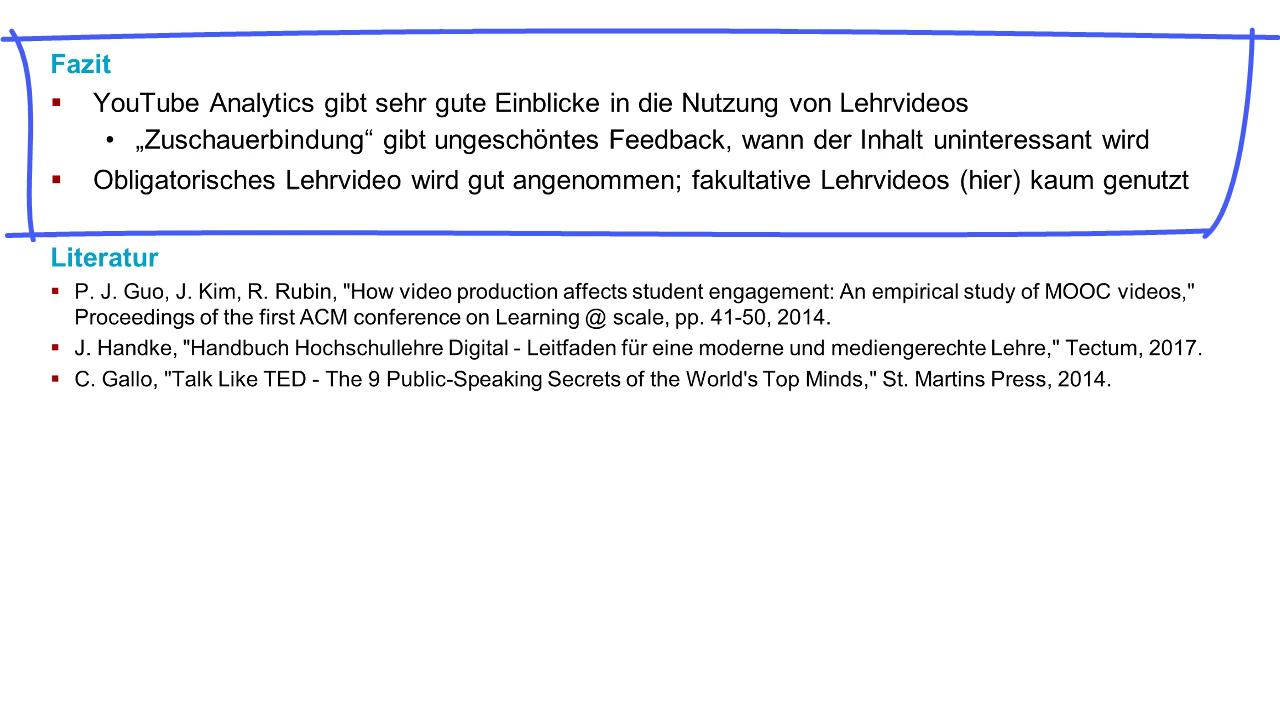 Fazit
▪ YouTube Analytics gibt sehr gute Einblicke in die Nutzung von Lehrvideos
• „Zuschauerbindung“ gibt ungeschöntes Feedback, wann der Inhalt uninteressant wird
▪ Obligatorisches Lehrvideo wird gut angenommen; fakultative Lehrvideos (hier) kaum genutzt
Literatur
▪ P. J. Guo, J. Kim, R. Rubin, "How video production affects student engagement: An empirical study of MOOC videos,"
Proceedings of the first ACM conference on Learning @ scale, pp. 41-50, 2014.
▪ J. Handke, "Handbuch Hochschullehre Digital - Leitfaden für eine moderne und mediengerechte Lehre," Tectum, 2017.
▪ C. Gallo, "Talk Like TED - The 9 Public-Speaking Secrets of the World's Top Minds," St. Martins Press, 2014.